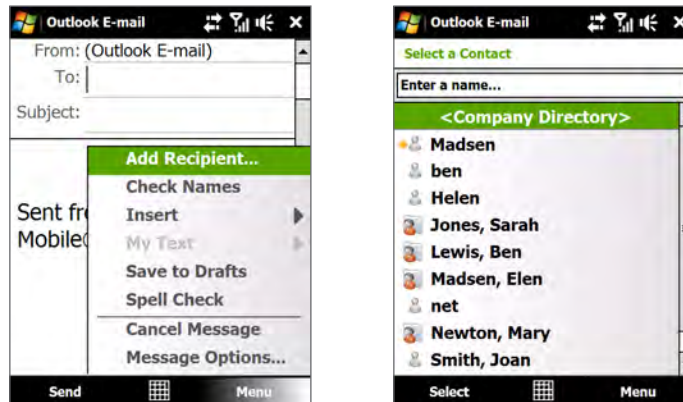 Outlook E-mail
From: (Outlook E-mail)
To:
Subject:
Add Recipient...
Check Names
Insert
My Text
Save to Drafts
Spell Check
Cancel Message
Message Options...
Sent
Mobile
Send
Menu
Outlook E-mail
Select a Contact
Enter a name...
<Company Directory>
Madsen
ben
Helen
Jones, Sarah
Lewis, Ben
Madsen, Elen
net
Newton, Mary
Smith, Joan
Select
Menu